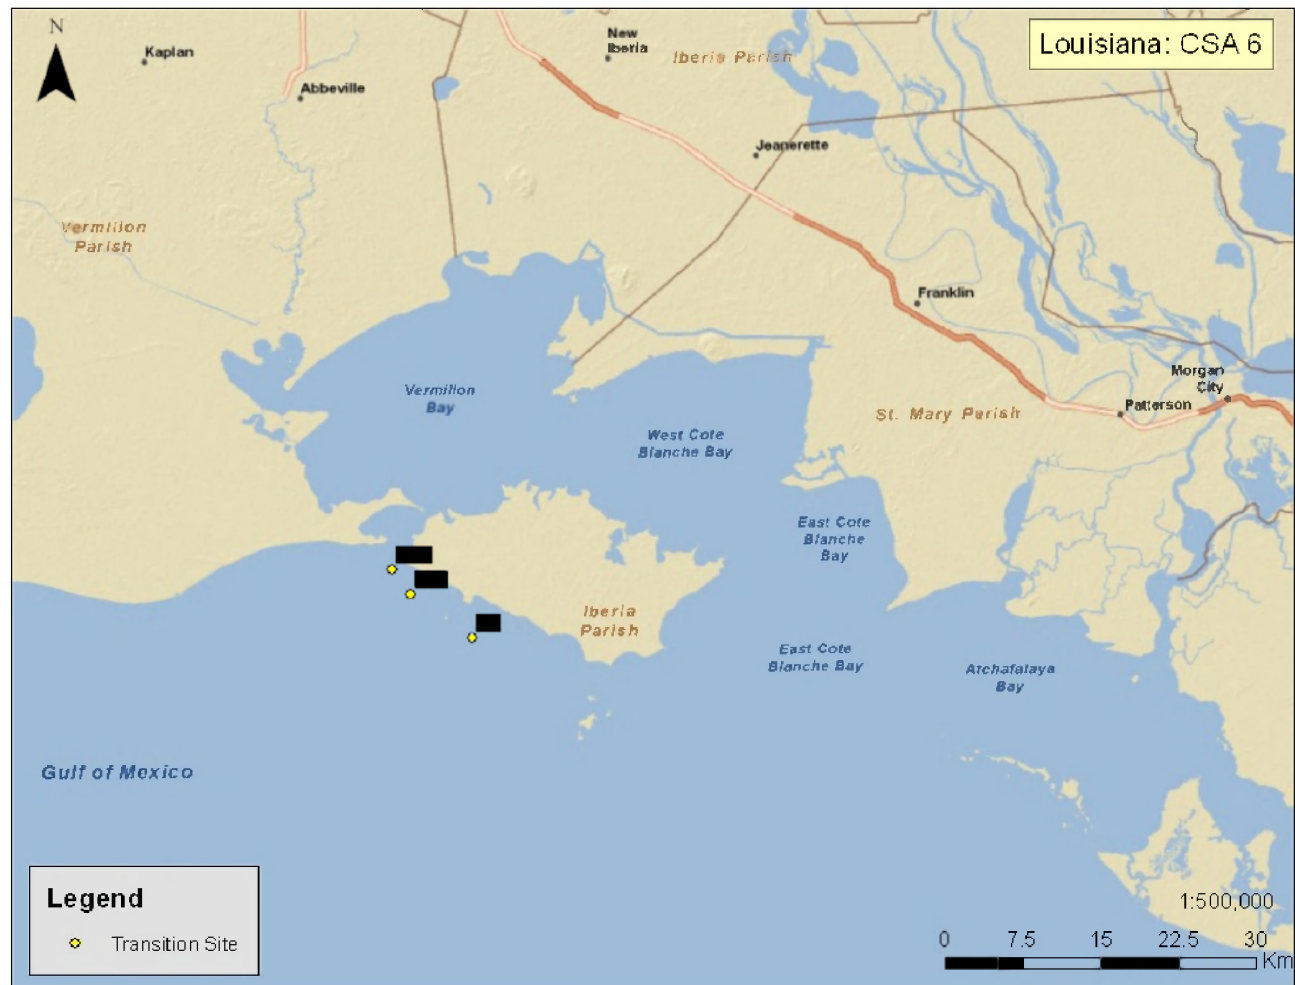 N
Louisiana: CSA 6
Kaplan
New
Iberia
Iberia Parish
Abbeville
Jeanerette
Vermilion
Parish
Franklin
Morgan
City
Vermilion
Bay
Patterson
St. Mary Parish
West Cote
Blanche Bay
East Cote
Blanche
Bay
Iberia
Parish
East Cote
Blanche Bay
Atchafalaya
Bay
Gulf of Mexico
Legend
Transition Site
1:500,000
0 7.5 15 22.5 30
Km